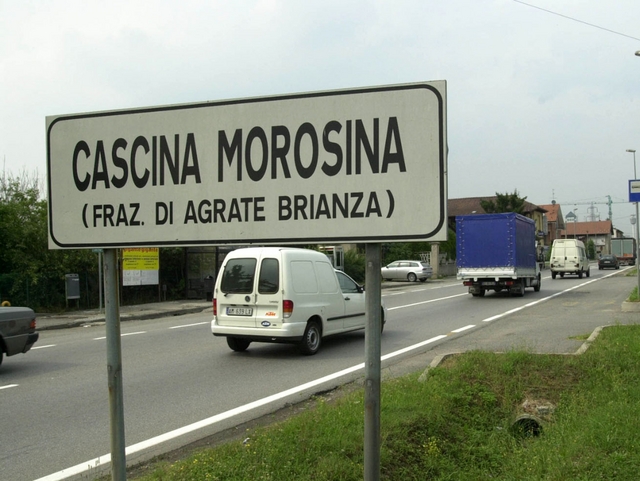 CASCINA MOROSINA
(FRAZ. DI AGRATE BRIANZA)